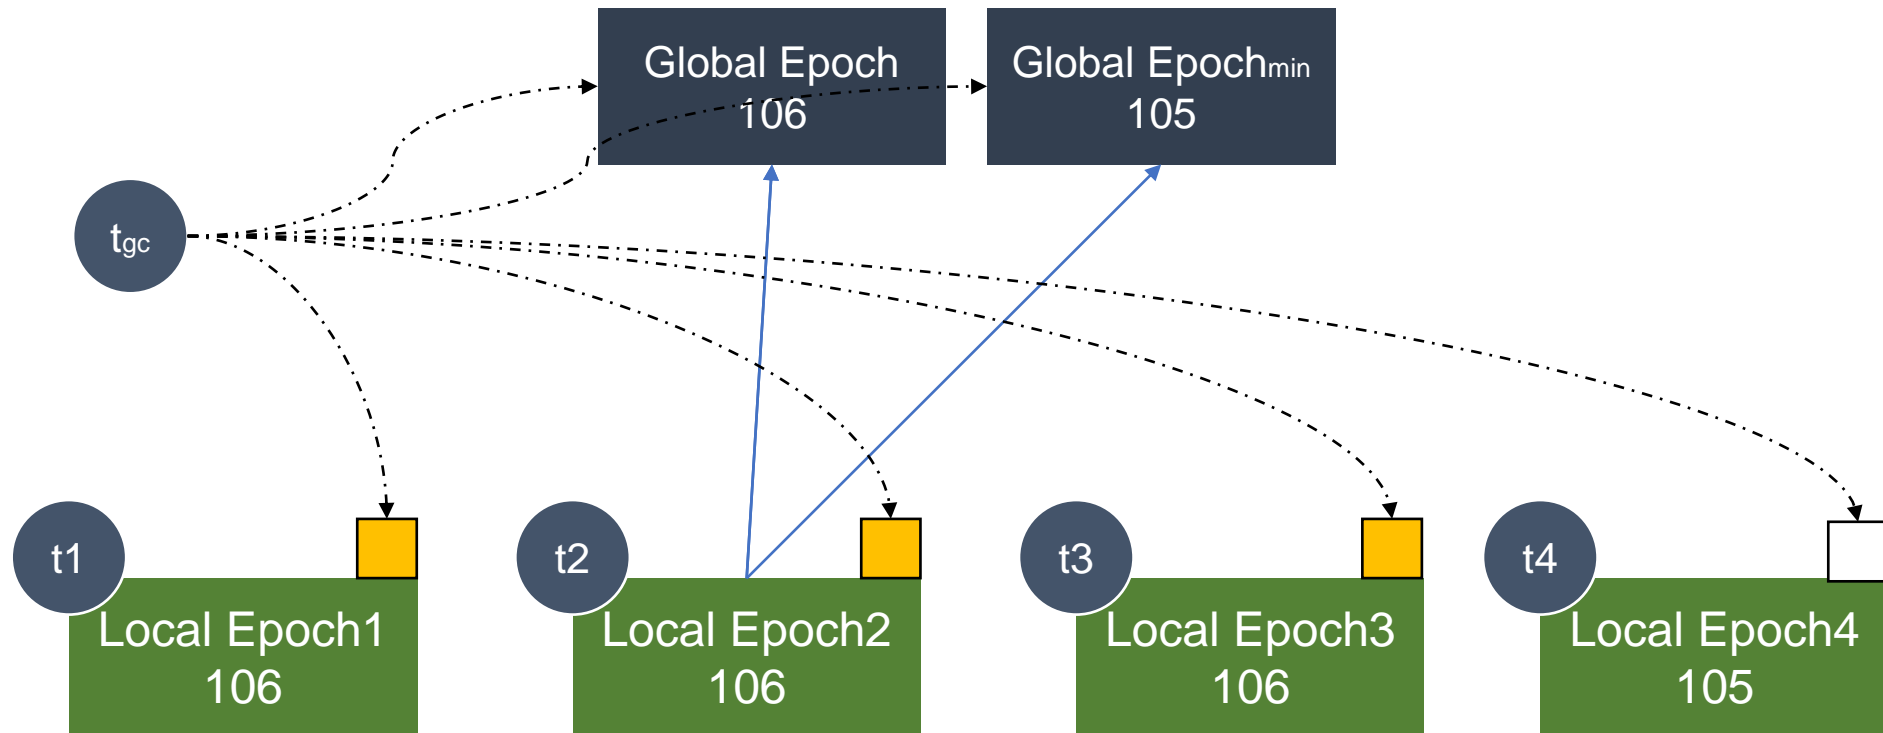 Global Epoch
106
Global Epochmin
105
tgc
t1
Local Epoch1
106
t2
Local Epoch2
106
t3
Local Epoch3
106
t4
Local Epoch4
105